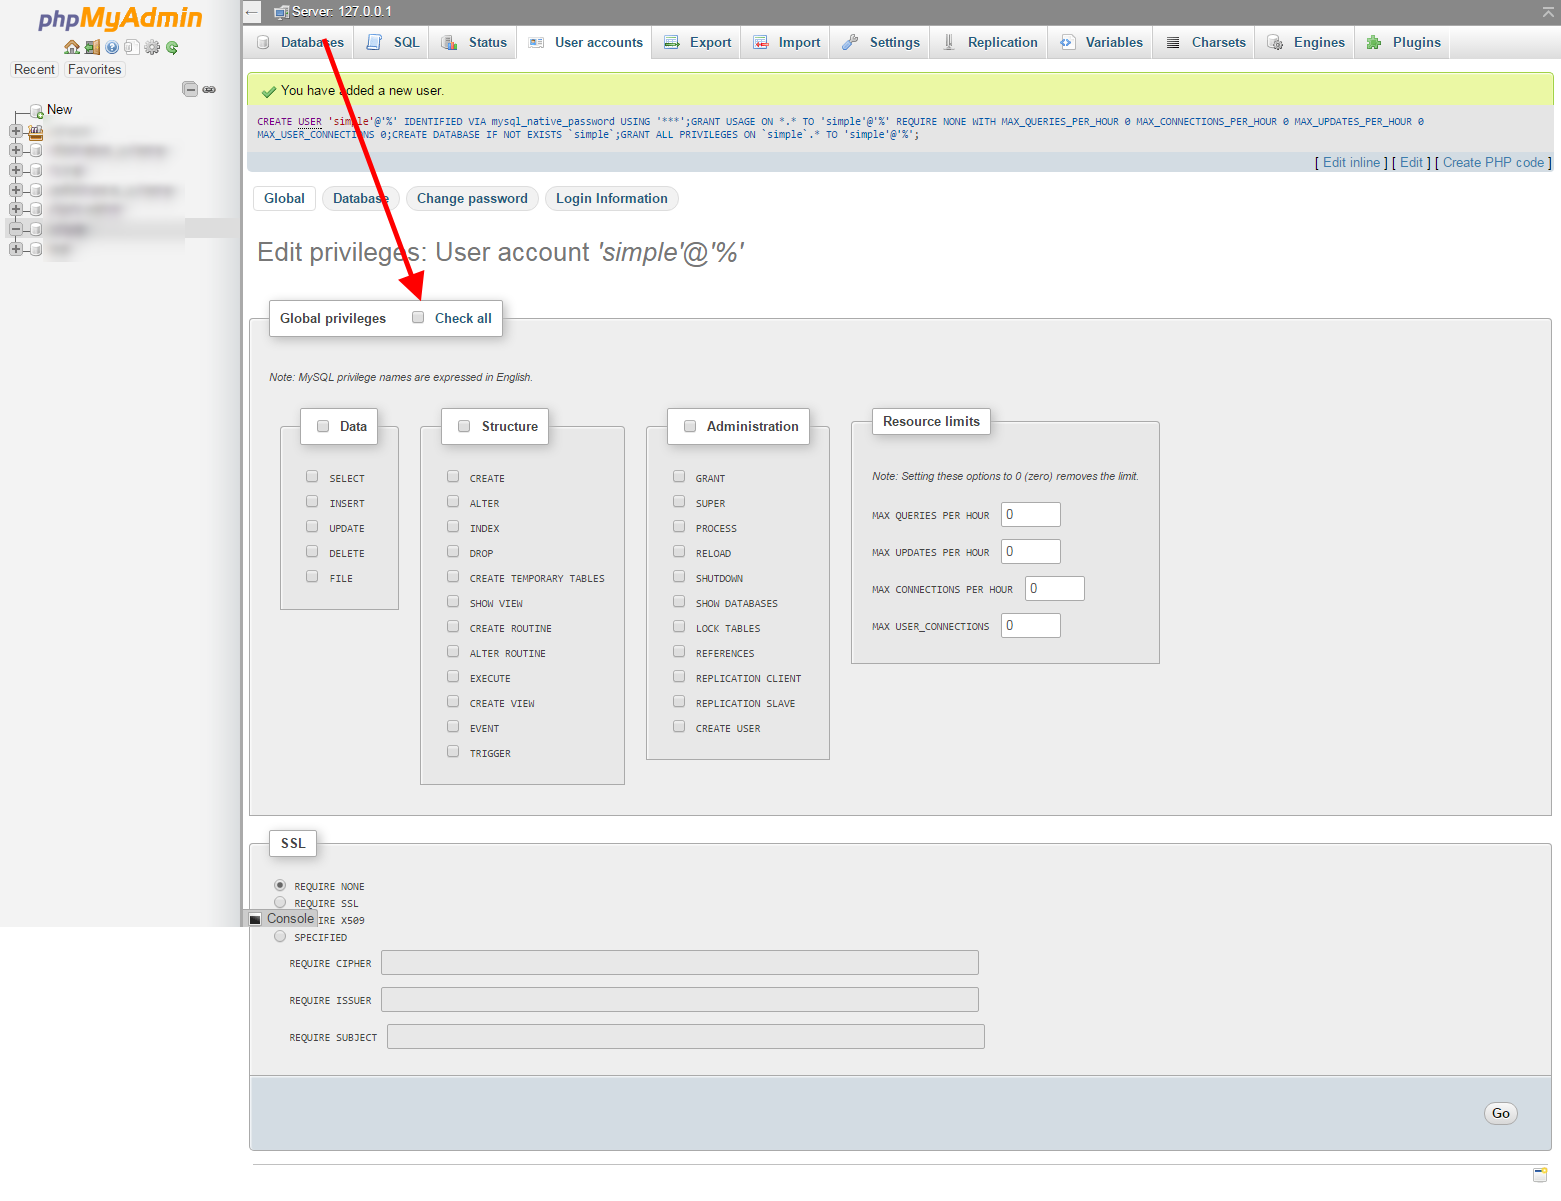 phpMyAdmin
Recent Favorites
New
Server: 127.0.0.1
Databases SQL Status User accounts Export Import Settings Replication Variables Charsets Engines Plugins
You have added a new user.
CREATE USER 'simple'@'%' IDENTIFIED VIA mysql_native_password USING '***';GRANT USAGE ON *.* TO 'simple'@'%' REQUIRE NONE WITH MAX_QUERIES_PER_HOUR 0 MAX_CONNECTIONS_PER_HOUR 0 MAX_UPDATES_PER_HOUR 0
MAX_USER_CONNECTIONS 0;CREATE DATABASE IF NOT EXISTS `simple`;GRANT ALL PRIVILEGES ON `simple`.* TO 'simple'@'%';
[ Edit inline ] [ Edit ] [ Create PHP code ]
Global Database Change password Login Information
Edit privileges: User account 'simple'@'%'
Global privileges Check all
Note: MySQL privilege names are expressed in English.
Data
SELECT
INSERT
UPDATE
DELETE
FILE
Structure
CREATE
ALTER
INDEX
DROP
CREATE TEMPORARY TABLES
SHOW VIEW
CREATE ROUTINE
ALTER ROUTINE
EXECUTE
CREATE VIEW
EVENT
TRIGGER
Administration
GRANT
SUPER
PROCESS
RELOAD
SHUTDOWN
SHOW DATABASES
LOCK TABLES
REFERENCES
REPLICATION CLIENT
REPLICATION SLAVE
CREATE USER
Resource limits
Note: Setting these options to 0 (zero) removes the limit.
MAX QUERIES PER HOUR 0
MAX UPDATES PER HOUR 0
MAX CONNECTIONS PER HOUR 0
MAX USER_CONNECTIONS 0
SSL
REQUIRE NONE
REQUIRE SSL
Console IRE X509
SPECIFIED
REQUIRE CIPHER
REQUIRE ISSUER
REQUIRE SUBJECT
Go